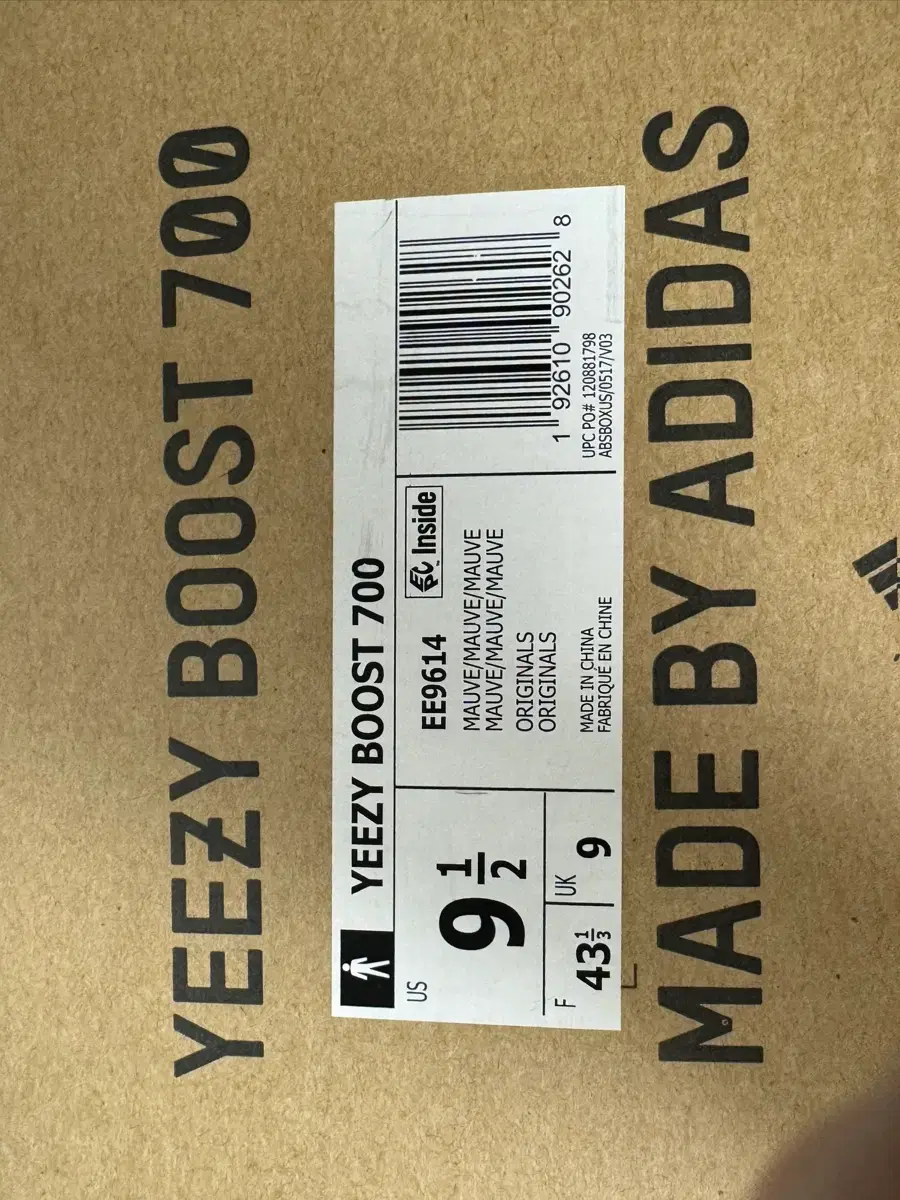 YEEZY BOOST 700
YEEZY BOOST 700
US
9 1/2
F 43 1/3
UK 9
EE9614
EPC Inside
MAUVE/MAUVE/MAUVE
MAUVE/MAUVE/MAUVE
ORIGINALS
ORIGINALS
MADE IN CHINA
FABRIQUÉ EN CHINE
1 92610 90262 8
UPC PO# 120881798
ABSBOXUS/0517/V03
MADE BY ADIDAS